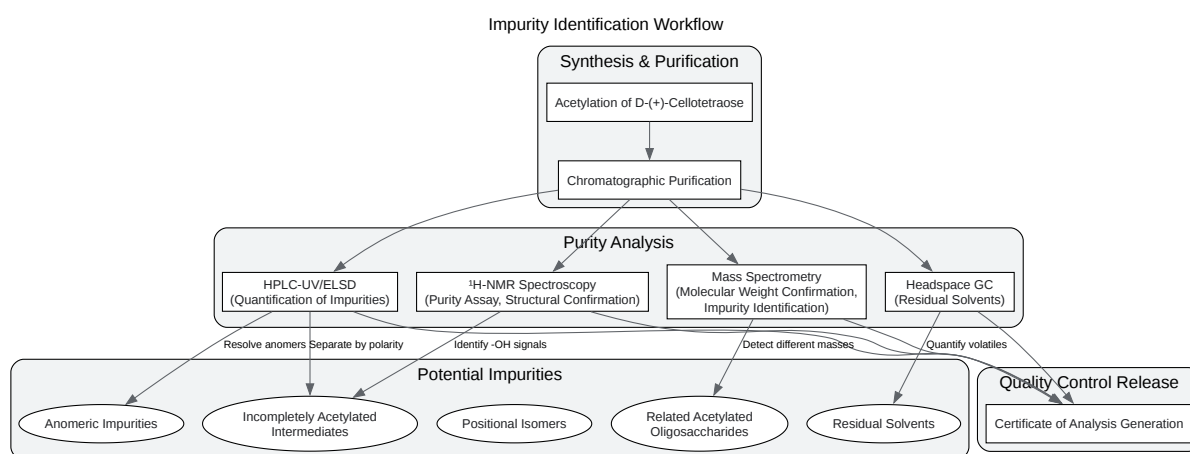 Impurity Identification Workflow
Synthesis & Purification
Acetylation of D-(+)-Cellotetraose
Chromatographic Purification
Purity Analysis
HPLC-UV/ELSD
(Quantification of Impurities)
¹H-NMR Spectroscopy
(Purity Assay, Structural Confirmation)
Mass Spectrometry
(Molecular Weight Confirmation,
Impurity Identification)
Headspace GC
(Residual Solvents)
Resolve anomers
Separate by polarity
Identify -OH signals
Detect different masses
Quantify volatiles
Potential Impurities
Anomeric Impurities
Incompletely Acetylated
Intermediates
Positional Isomers
Related Acetylated
Oligosaccharides
Residual Solvents
Quality Control Release
Certificate of Analysis Generation